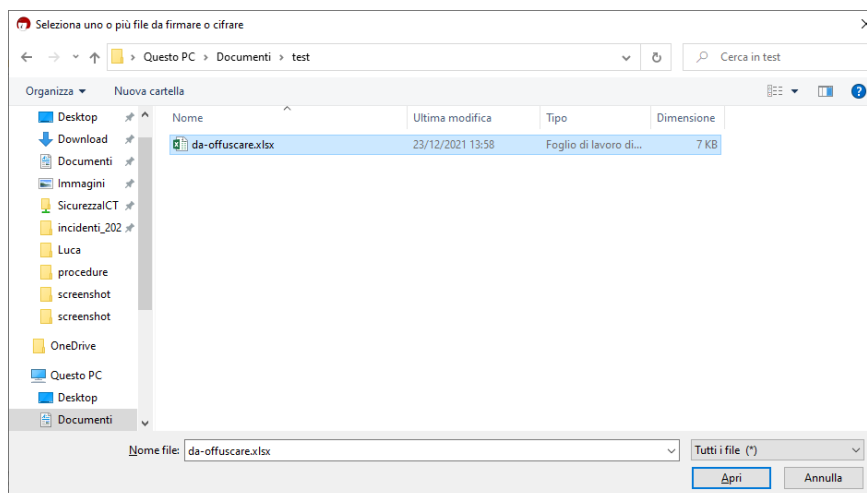 Seleziona uno o più file da firmare o cifrare
Questo PC > Documenti > test
Cerca in test
Organizza
Nuova cartella
Nome
Ultima modifica
Tipo
Dimensione
da-offuscare.xlsx
23/12/2021 13:58
Foglio di lavoro di...
7 KB
Desktop
Download
Documenti
Immagini
SicurezzaICT
incidenti_202
Luca
procedure
screenshot
screenshot
OneDrive
Questo PC
Desktop
Documenti
Nome file:
da-offuscare.xlsx
Tutti i file (*)
Apri
Annulla